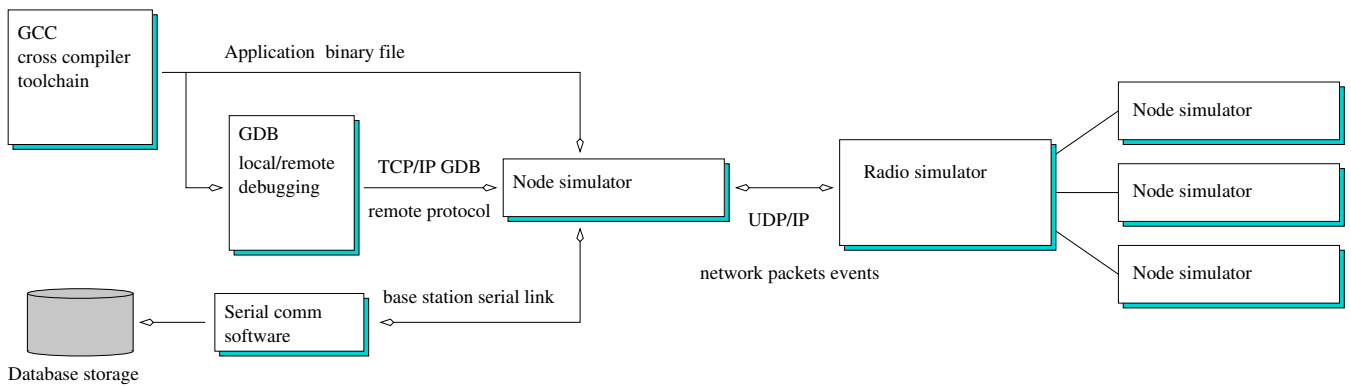 GCC
cross compiler
toolchain
Application binary file
GDB
local/remote
debugging
TCP/IP GDB
remote protocol
Node simulator
UDP/IP
network packets events
Radio simulator
Node simulator
Node simulator
Node simulator
base station serial link
Serial comm
software
Database storage